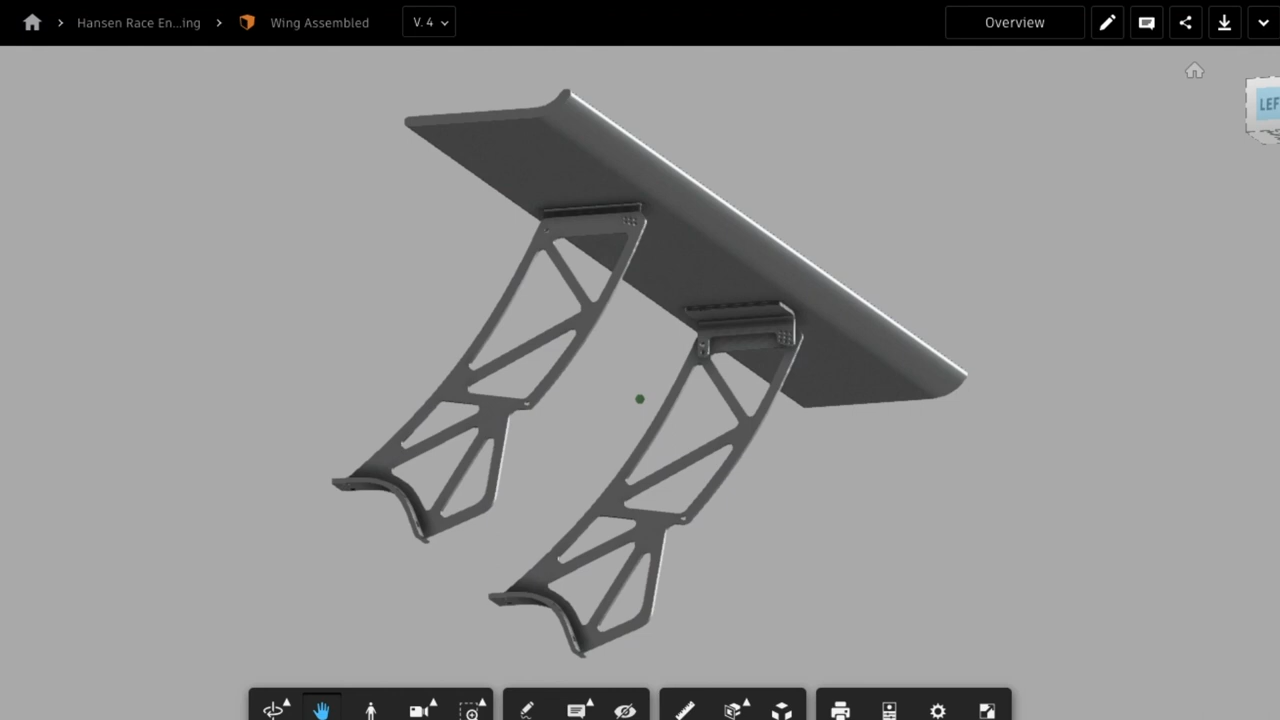 Hansen Race En...ing
Wing Assembled
V. 4
Overview
LEF